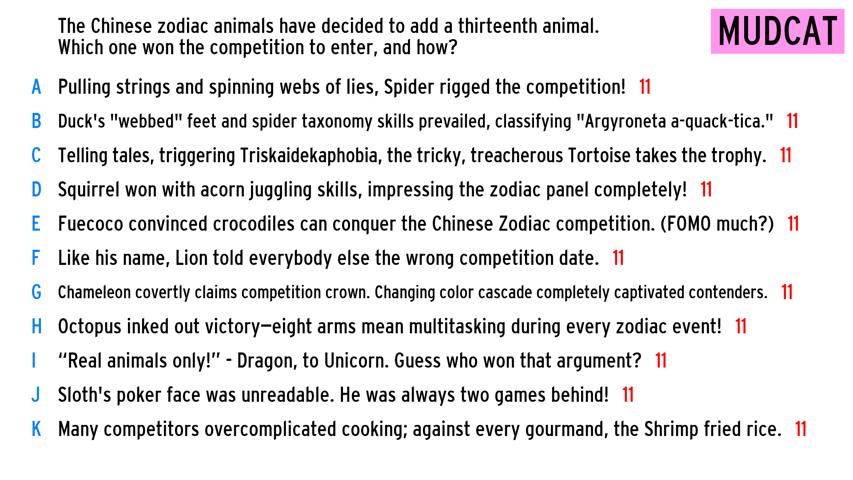 The Chinese zodiac animals have decided to add a thirteenth animal.
Which one won the competition to enter, and how?
MUDCAT
A Pulling strings and spinning webs of lies, Spider rigged the competition! 11
B Duck's "webbed" feet and spider taxonomy skills prevailed, classifying "Argyroneta a-quack-tica." 11
C Telling tales, triggering Triskaidekaphobia, the tricky, treacherous Tortoise takes the trophy. 11
D Squirrel won with acorn juggling skills, impressing the zodiac panel completely! 11
E Fuecoco convinced crocodiles can conquer the Chinese Zodiac competition. (FOMO much?) 11
F Like his name, Lion told everybody else the wrong competition date. 11
G Chameleon covertly claims competition crown. Changing color cascade completely captivated contenders. 11
H Octopus inked out victory—eight arms mean multitasking during every zodiac event! 11
I “Real animals only!” - Dragon, to Unicorn. Guess who won that argument? 11
J Sloth's poker face was unreadable. He was always two games behind! 11
K Many competitors overcomplicated cooking; against every gourmand, the Shrimp fried rice. 11